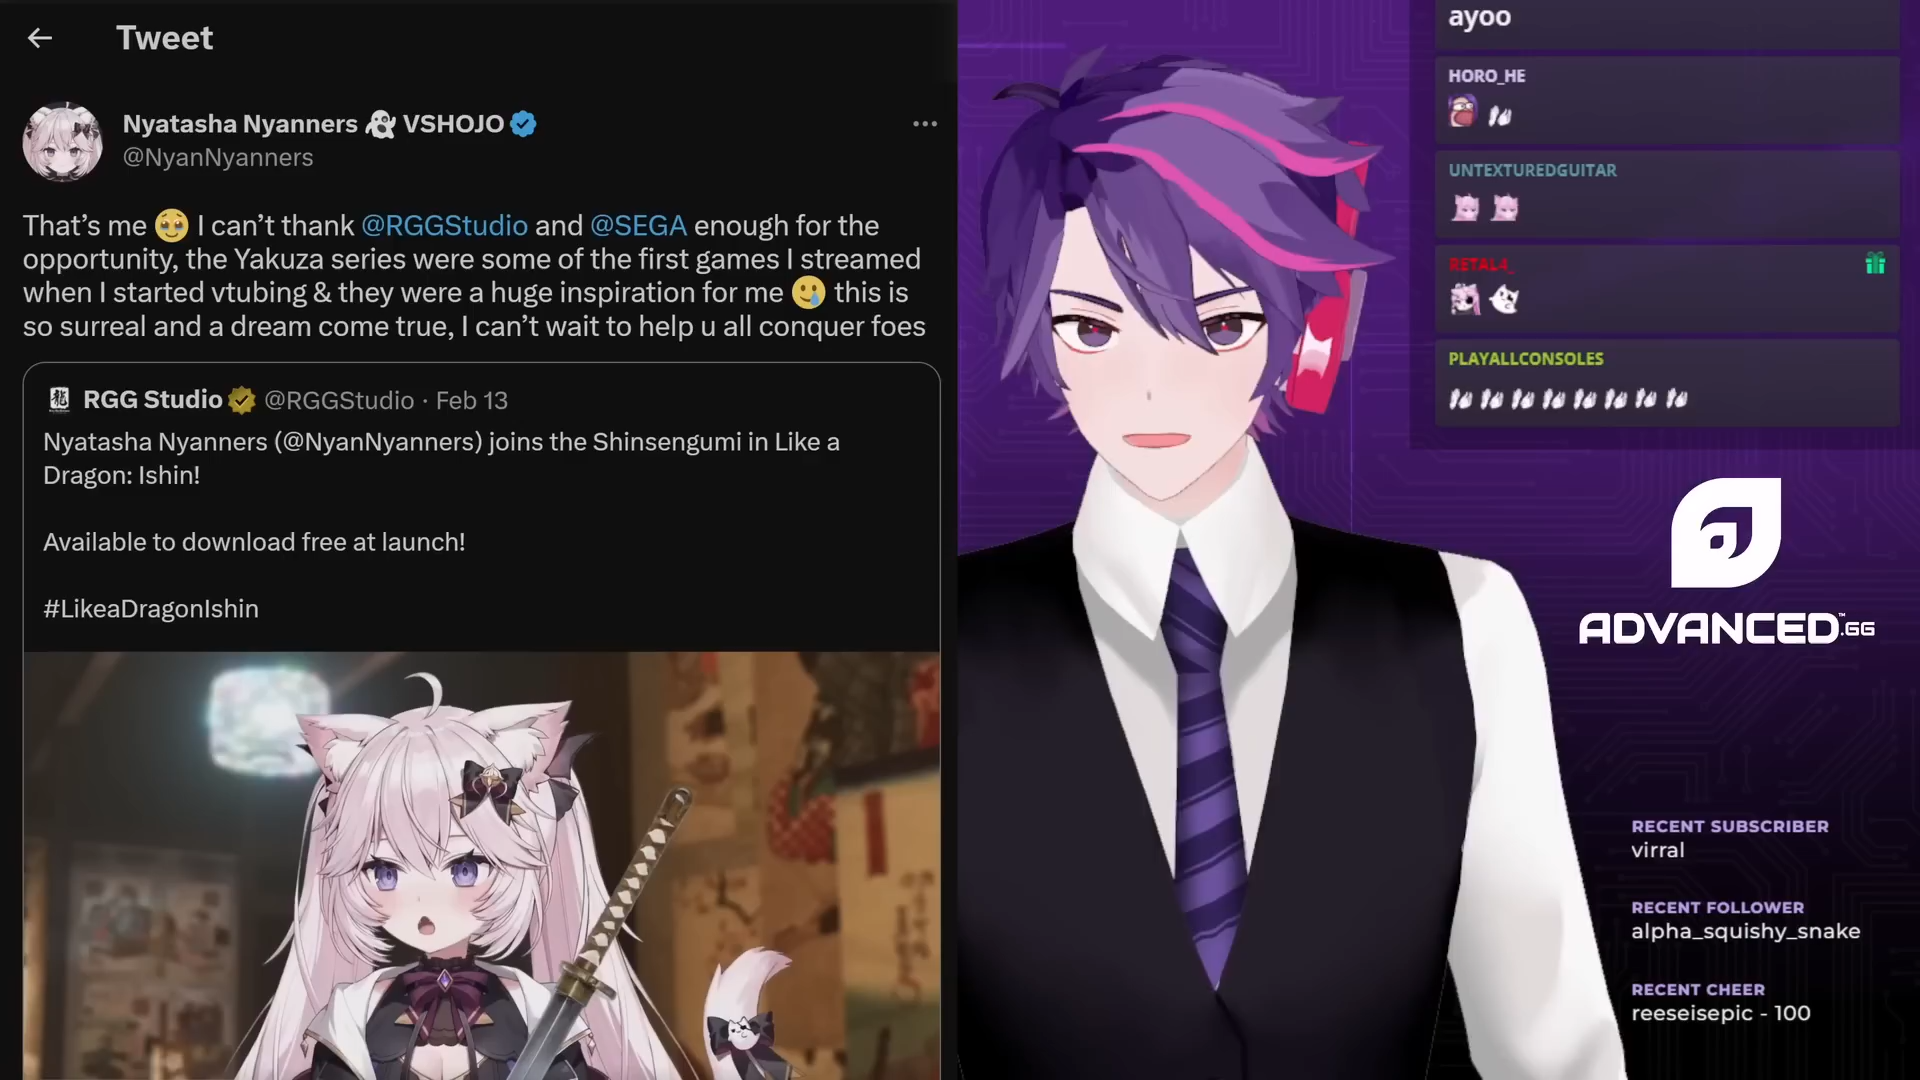 Tweet
Nyatasha Nyanners VSHOJO
@NyanNyanners
That’s me I can’t thank @RGGStudio and @SEGA enough for the
opportunity, the Yakuza series were some of the first games I streamed
when I started vtubing & they were a huge inspiration for me this is
so surreal and a dream come true, I can’t wait to help u all conquer foes
RGG Studio @RGGStudio · Feb 13
Nyatasha Nyanners (@NyanNyanners) joins the Shinsengumi in Like a
Dragon: Ishin!
Available to download free at launch!
#LikeaDragonIshin
ayoo
HORO_HE
UNTEXTUREDGUITAR
RETAL4_
PLAYALLCONSOLES
ADVANCED™.GG
RECENT SUBSCRIBER
virral
RECENT FOLLOWER
alpha_squishy_snake
RECENT CHEER
reeseisepic - 100